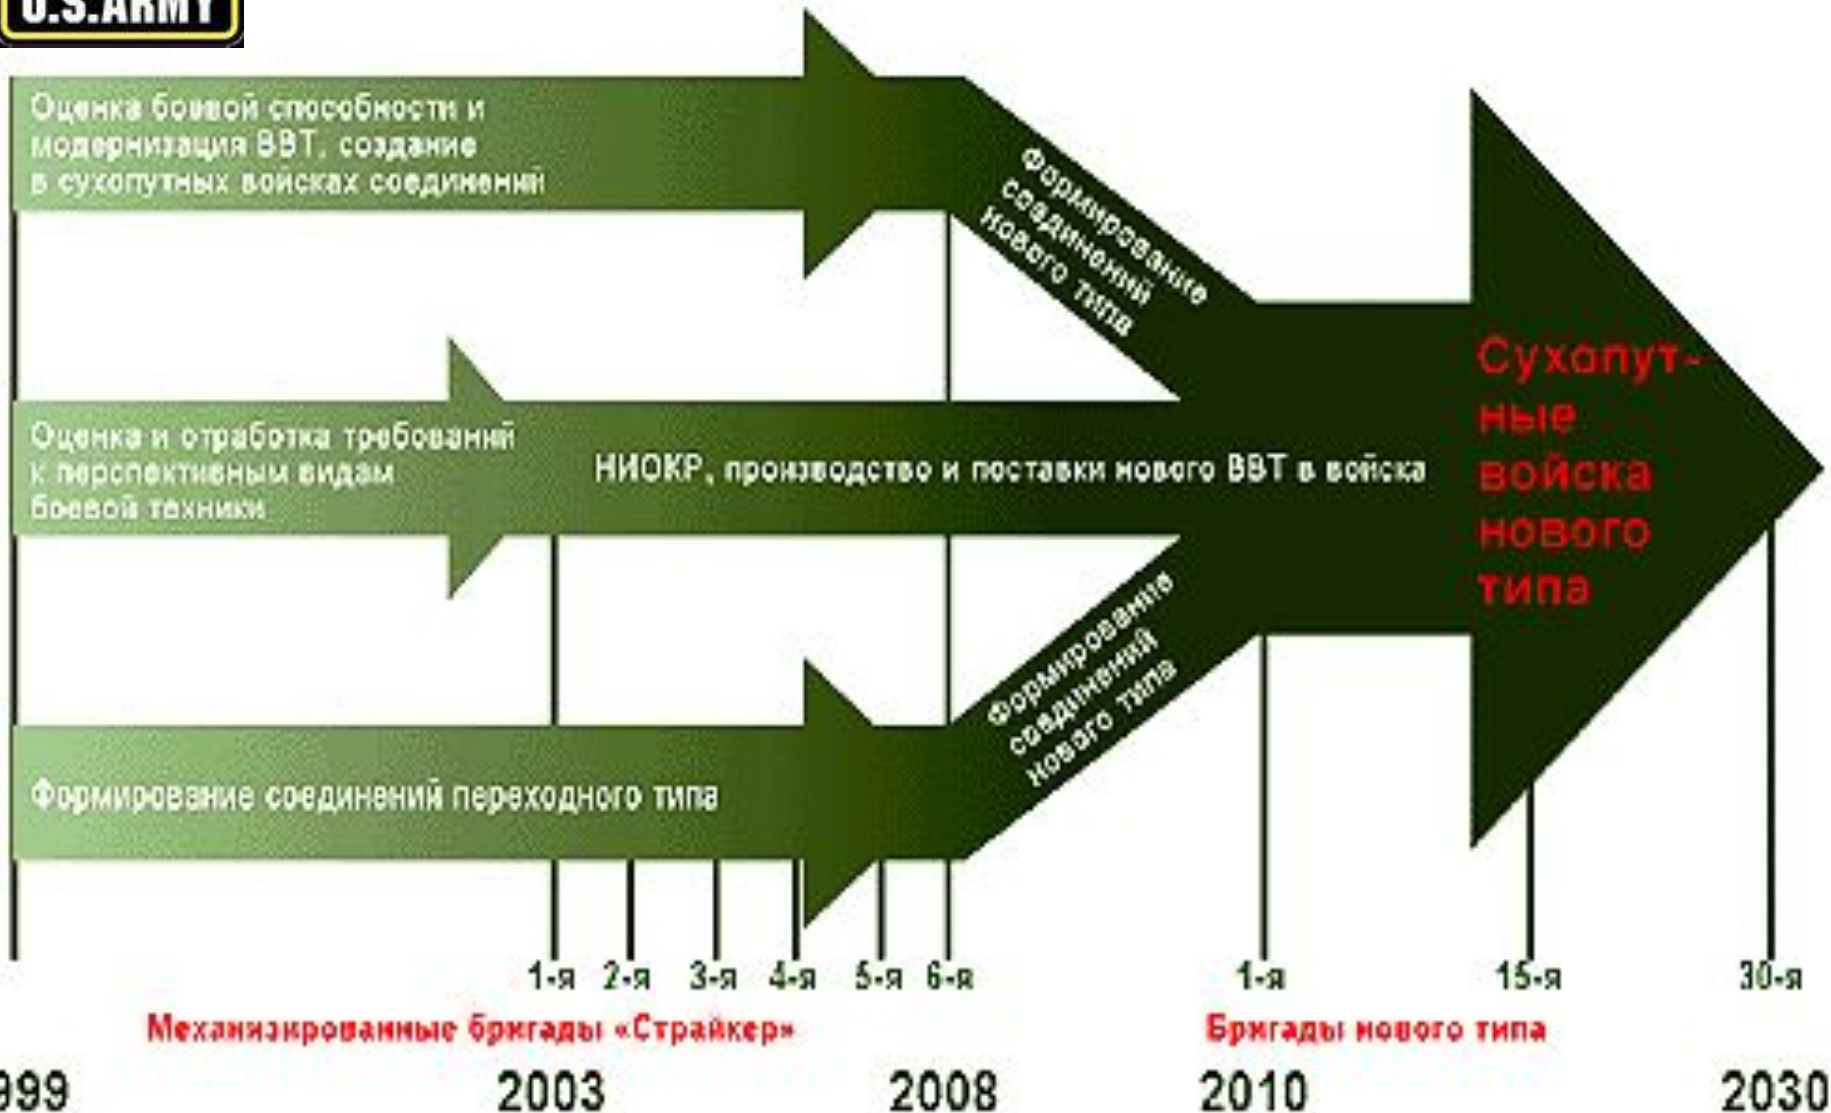 U.S.ARMY
Оценка боевой способности и
модернизация ВВТ, создание
в сухопутных войсках соединений
Формирование
соединений
нового типа
Оценка и отработка требований
к перспективным видам
боевой техники
НИОКР, производство и поставки нового ВВТ в войска
Сухопут-
ные
войска
нового
типа
Формирование соединений переходного типа
Формирование
соединений
нового типа
1-я 2-я 3-я 4-я 5-я 6-я 1-я 15-я 30-я
Механизированные бригады «Страйкер» Бригады нового типа
999 2003 2008 2010 2030